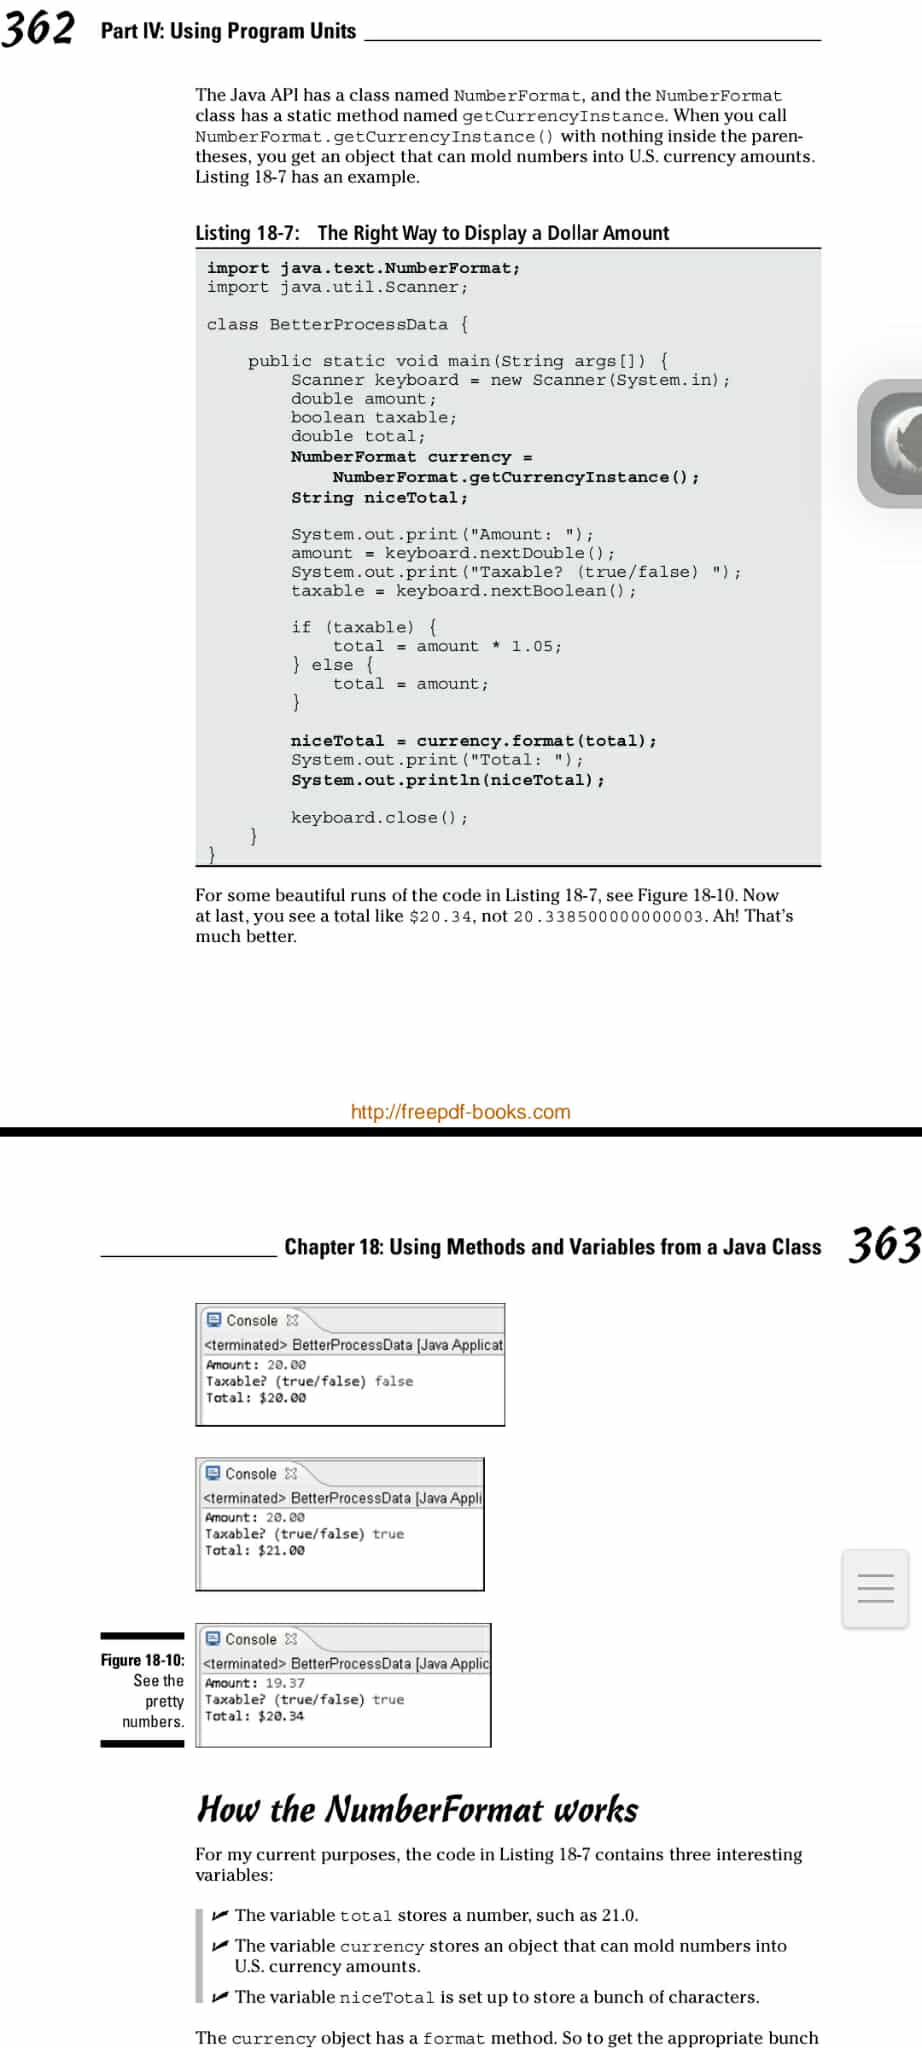 362 Part IV: Using Program Units
The Java API has a class named NumberFormat, and the NumberFormat
class has a static method named getCurrencyInstance. When you call
NumberFormat.getCurrencyInstance() with nothing inside the paren-
theses, you get an object that can mold numbers into U.S. currency amounts.
Listing 18-7 has an example.
Listing 18-7: The Right Way to Display a Dollar Amount
import java.text.NumberFormat;
import java.util.Scanner;
class BetterProcessData {
public static void main(String args[]) {
Scanner keyboard = new Scanner(System.in);
double amount;
boolean taxable;
double total;
NumberFormat currency =
NumberFormat.getCurrencyInstance();
String niceTotal;
System.out.print("Amount: ");
amount = keyboard.nextDouble();
System.out.print("Taxable? (true/false) ");
taxable = keyboard.nextBoolean();
if (taxable) {
total = amount * 1.05;
} else {
total = amount;
}
niceTotal = currency.format(total);
System.out.print("Total: ");
System.out.println(niceTotal);
keyboard.close();
}
}
For some beautiful runs of the code in Listing 18-7, see Figure 18-10. Now
at last, you see a total like $20.34, not 20.338500000000003. Ah! That's
much better.
http://freepdf-books.com
Chapter 18: Using Methods and Variables from a Java Class 363
Console
<terminated> BetterProcessData [Java Applicat
Amount: 20.00
Taxable? (true/false) false
Total: $20.00
Console
<terminated> BetterProcessData [Java Appli
Amount: 20.00
Taxable? (true/false) true
Total: $21.00
Figure 18-10:
See the
pretty
numbers.
Console
<terminated> BetterProcessData [Java Applic
Amount: 19.37
Taxable? (true/false) true
Total: $20.34
How the NumberFormat works
For my current purposes, the code in Listing 18-7 contains three interesting
variables:
The variable total stores a number, such as 21.0.
The variable currency stores an object that can mold numbers into
U.S. currency amounts.
The variable niceTotal is set up to store a bunch of characters.
The currency object has a format method. So to get the appropriate bunch